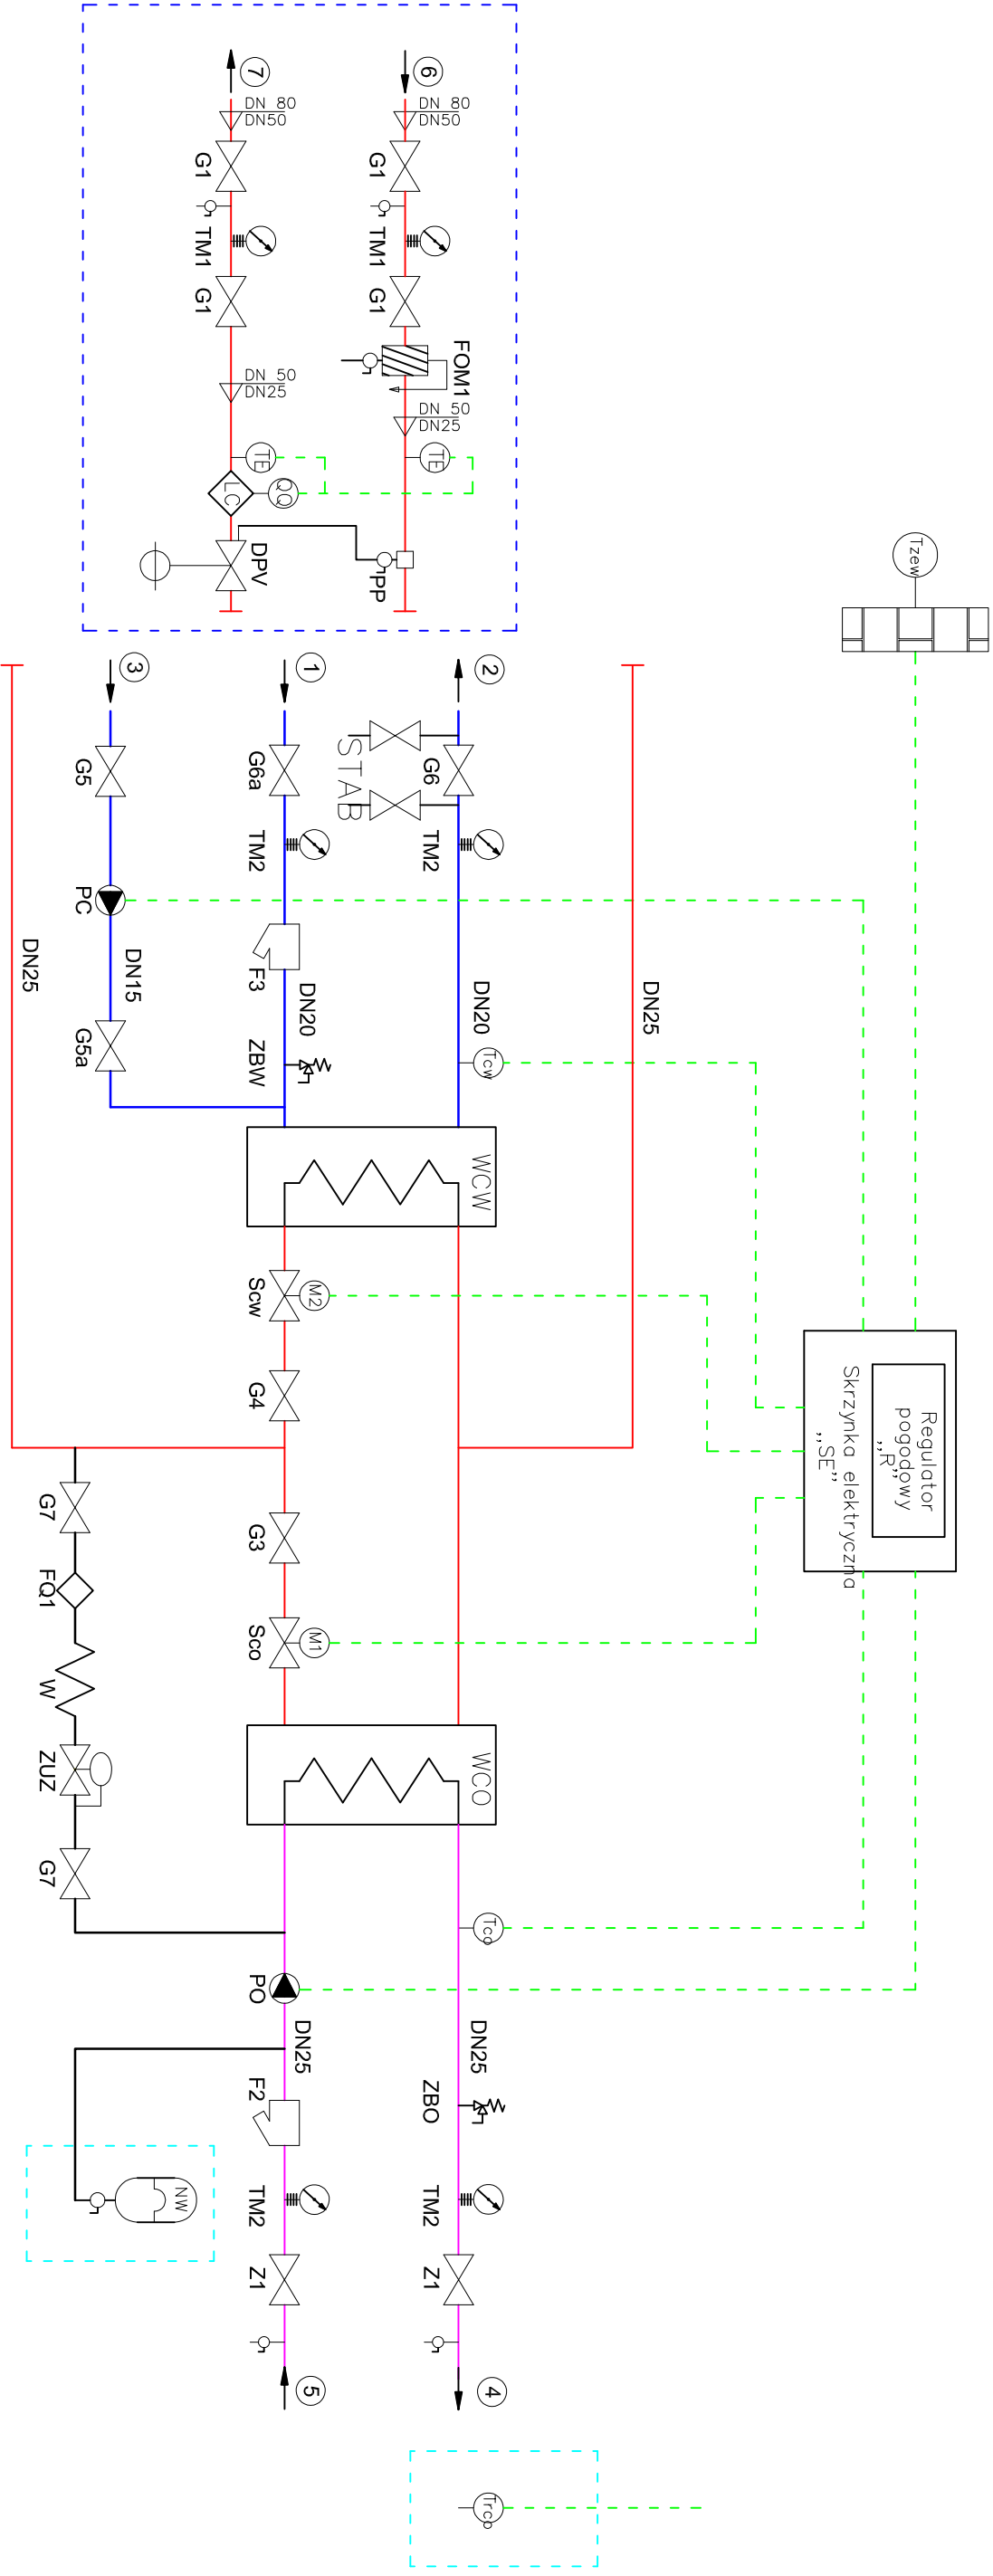 Tzew
Regulator
pogodowy
,,R''
Skrzynka elektryczna
,,SE''
6
DN 80
DN50
G1
TM1
G1
FOM1
DN 50
DN25
TE
PP
7
DN 80
DN50
G1
TM1
G1
DN 50
DN25
TE
QQ
LC
DPV
DN25
2
G6
STAB
TM2
DN20
Tcw
1
G6a
TM2
F3
DN20
ZBW
3
G5
PC
DN15
G5a
DN25
WCW
M2
Scw
G4
G3
M1
Sco
WCO
G7
FQ1
W
ZUZ
G7
Tco
DN25
ZBO
TM2
Z1
4
PO
DN25
F2
TM2
Z1
5
NW
Trco